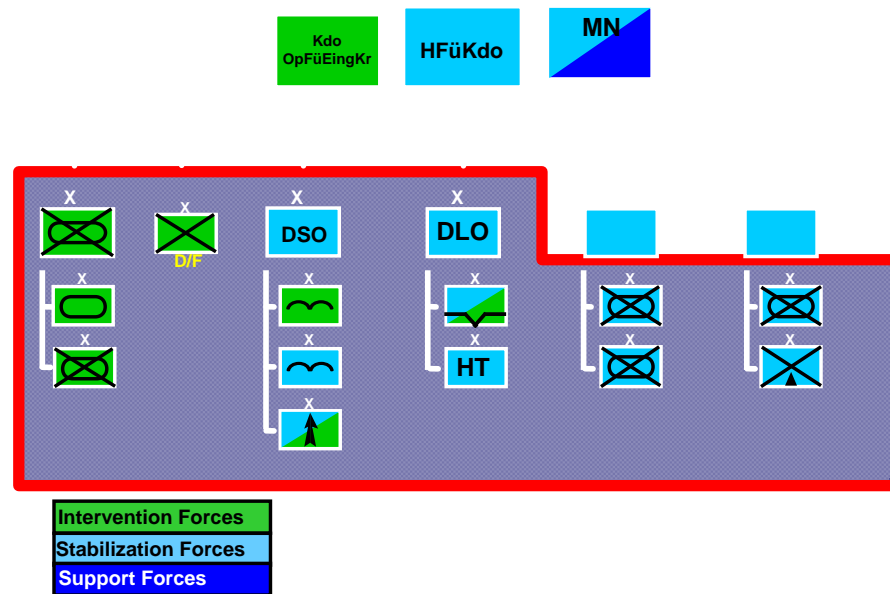 Kdo
OpFüEingKr
HFüKdo
MN
X
X
X
X
DSO
DLO
D/F
X
X
X
X
X
X
X
X
X
X
HT
X
Intervention Forces
Stabilization Forces
Support Forces